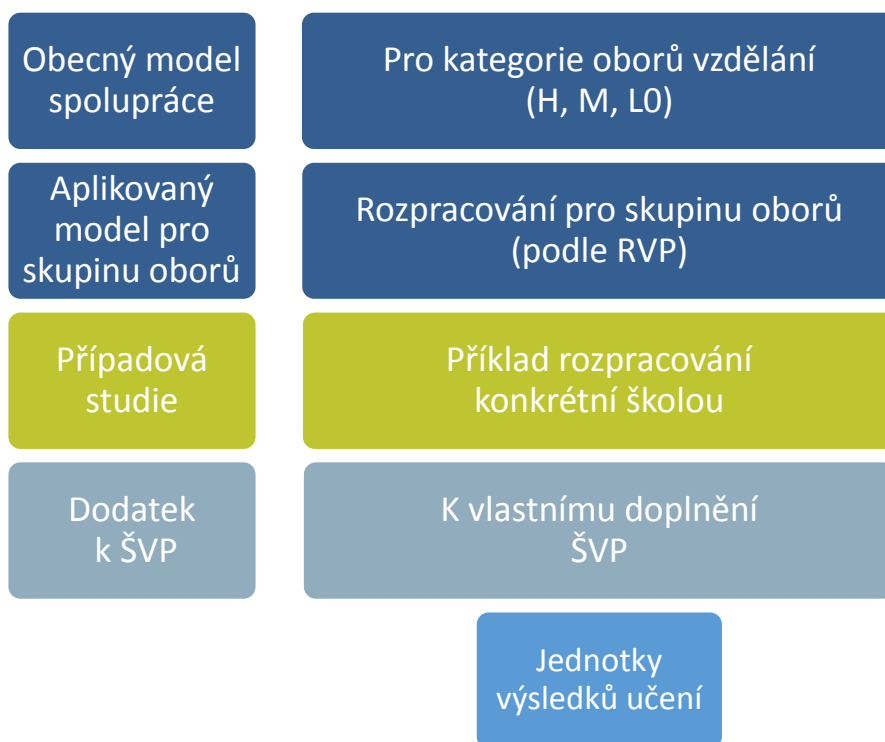 Obecný model
spolupráce
Pro kategorie oborů vzdělání
(H, M, L0)
Aplikovaný
model pro
skupinu oborů
Rozpracování pro skupinu oborů
(podle RVP)
Případová
studie
Příklad rozpracování
konkrétní školou
Dodatek
k ŠVP
K vlastnímu doplnění
ŠVP
Jednotky
výsledků učení